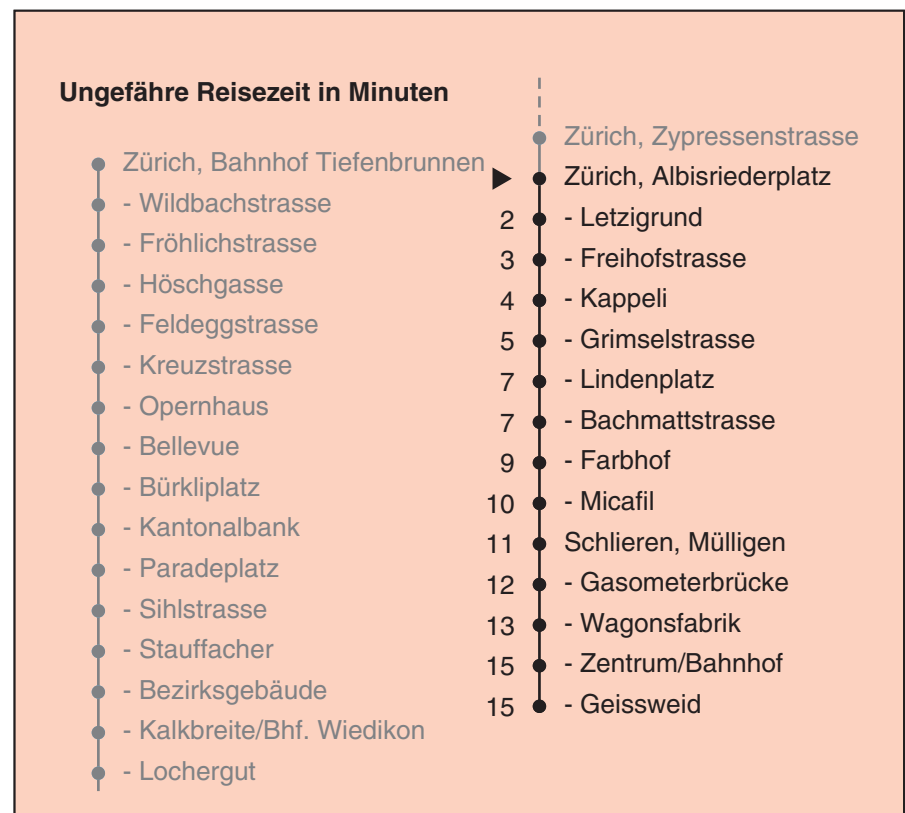 Ungefähre Reisezeit in Minuten
Zürich, Bahnhof Tiefenbrunnen
- Wildbachstrasse
- Fröhlichstrasse
- Höschgasse
- Feldeggstrasse
- Kreuzstrasse
- Opernhaus
- Bellevue
- Bürkliplatz
- Kantonalbank
- Paradeplatz
- Sihlstrasse
- Stauffacher
- Bezirksgebäude
- Kalkbreite/Bhf. Wiedikon
- Lochergut
Zürich, Zypressenstrasse
Zürich, Albisriederplatz
2 - Letzigrund
3 - Freihofstrasse
4 - Kappeli
5 - Grimselstrasse
7 - Lindenplatz
7 - Bachmattstrasse
9 - Farbhof
10 - Micafil
11 Schlieren, Mülligen
12 - Gasometerbrücke
13 - Wagonsfabrik
15 - Zentrum/Bahnhof
15 - Geissweid